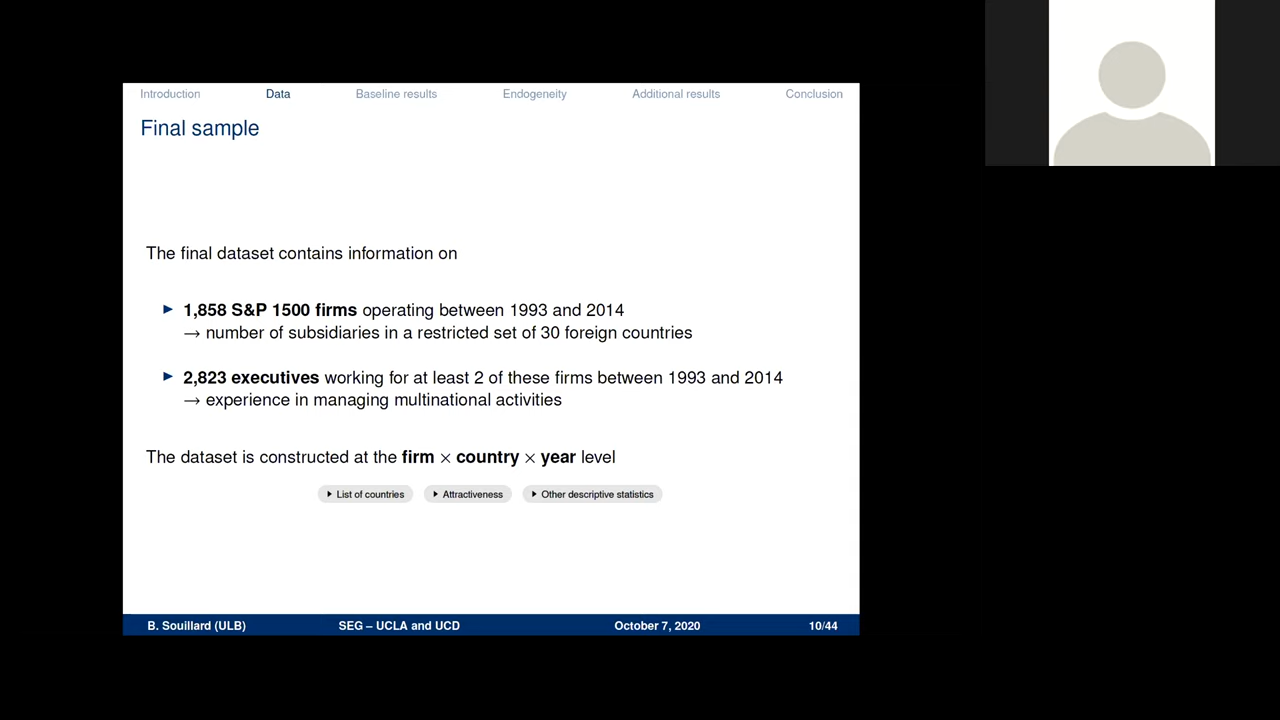 Introduction Data Baseline results Endogeneity Additional results Conclusion
Final sample
The final dataset contains information on
▶ 1,858 S&P 1500 firms operating between 1993 and 2014
→ number of subsidiaries in a restricted set of 30 foreign countries
▶ 2,823 executives working for at least 2 of these firms between 1993 and 2014
→ experience in managing multinational activities
The dataset is constructed at the firm × country × year level
▶ List of countries ▶ Attractiveness ▶ Other descriptive statistics
B. Souillard (ULB) SEG – UCLA and UCD October 7, 2020 10/44